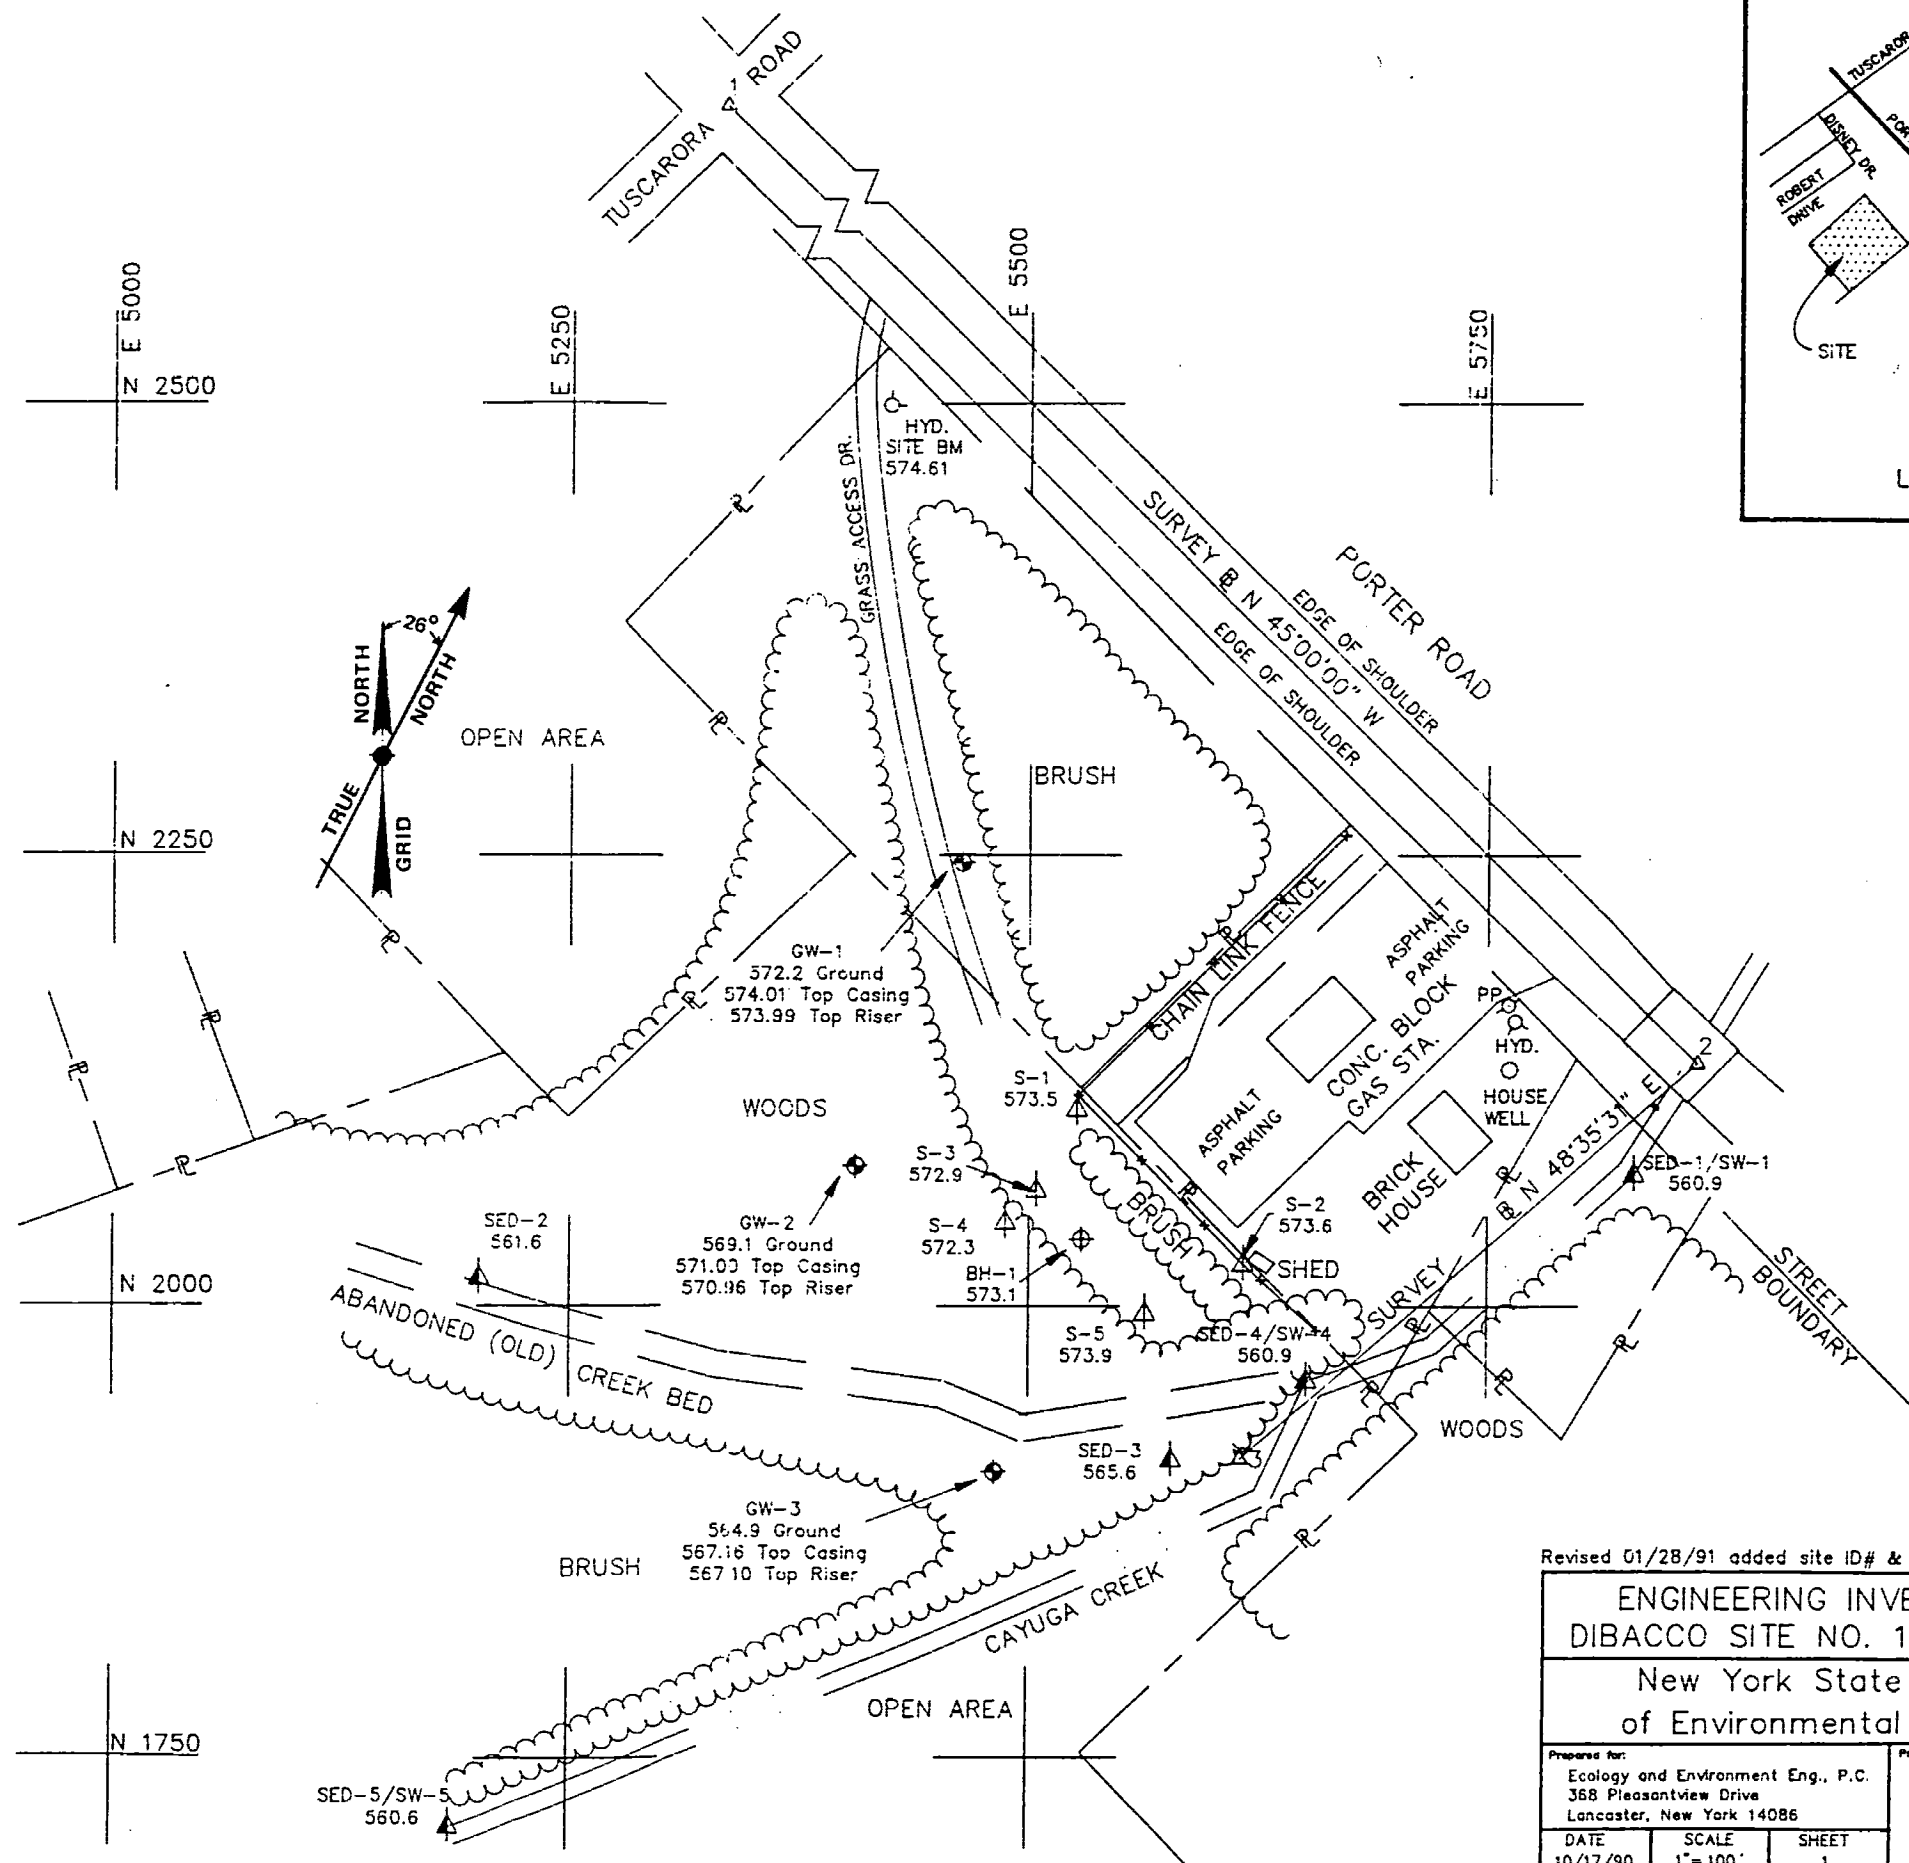 TUSCARORA ROAD
1
TUSCAROR
POR
DISNEY DR.
ROBERT
DRIVE
SITE
L
E 5000
N 2500
E 5250
E 5500
E 5750
HYD.
SITE BM
574.61
GRASS ACCESS DR.
SURVEY B N 45°00'00" W
EDGE OF SHOULDER
EDGE OF SHOULDER
PORTER ROAD
26°
NORTH
NORTH
TRUE
GRID
OPEN AREA
BRUSH
N 2250
CHAIN LINK FENCE
ASPHALT
PARKING
GW-1
572.2 Ground
574.01 Top Casing
573.99 Top Riser
CONC. BLOCK
GAS STA.
PP
HYD.
HOUSE
WELL
2
S-1
573.5
WOODS
ASPHALT
PARKING
BRICK
HOUSE
B N 48°35'31" E
SURVEY
SED-1/SW-1
560.9
S-3
572.9
BRUSH
S-2
573.6
SHED
S-4
572.3
SED-2
561.6
GW-2
569.1 Ground
571.03 Top Casing
570.96 Top Riser
BH-1
573.1
N 2000
STREET
BOUNDARY
ABANDONED (OLD) CREEK BED
S-5
573.9
SED-4/SW-4
560.9
WOODS
SED-3
565.6
3
GW-3
564.9 Ground
567.16 Top Casing
567.10 Top Riser
BRUSH
CAYUGA CREEK
OPEN AREA
N 1750
SED-5/SW-5
560.6
Revised 01/28/91 added site ID# &
ENGINEERING INVE
DIBACCO SITE NO. 1
New York State
of Environmental
Prepared for:
Ecology and Environment Eng., P.C.
368 Pleasantview Drive
Lancaster, New York 14086
DATE
SCALE
SHEET
10/17/90
1"=100'
1